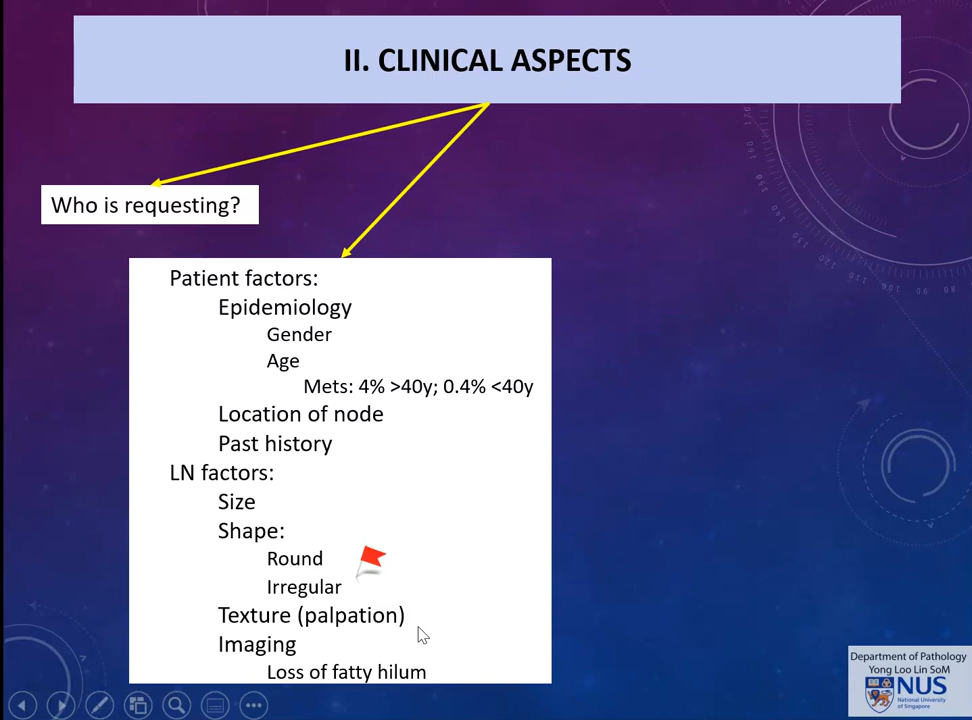 II. CLINICAL ASPECTS
Who is requesting?
Patient factors:
Epidemiology
Gender
Age
Mets: 4% >40y; 0.4% <40y
Location of node
Past history
LN factors:
Size
Shape:
Round
Irregular
Texture (palpation)
Imaging
Loss of fatty hilum
Department of Pathology
Yong Loo Lin SoM
NUS
National University
of Singapore